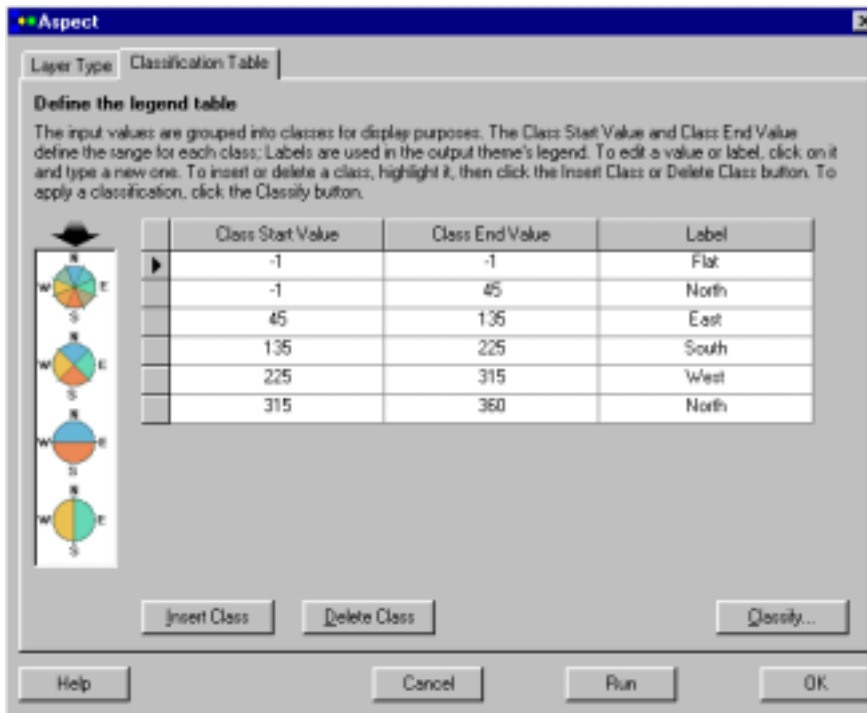 Aspect
Layer Type Classification Table
Define the legend table
The input values are grouped into classes for display purposes. The Class Start Value and Class End Value
define the range for each class; Labels are used in the output theme's legend. To edit a value or label, click on it
and type a new one. To insert or delete a class, highlight it, then click the Insert Class or Delete Class button. To
apply a classification, click the Classify button.
Class Start Value Class End Value Label
-1 -1 Flat
-1 45 North
45 135 East
135 225 South
225 315 West
315 360 North
N
W E
S
N
W E
S
N
W E
S
N
W E
S
Insert Class Delete Class Classify...
Help Cancel Run OK